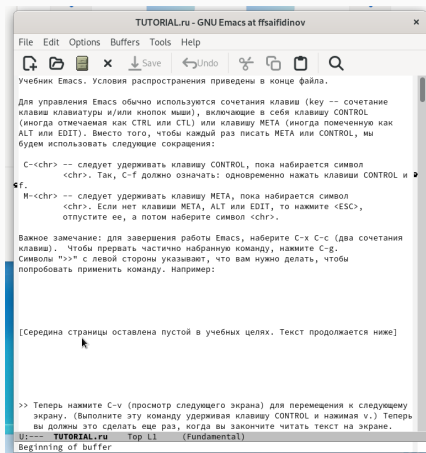 TUTORIAL.ru - GNU Emacs at ffsaifidinov
File Edit Options Buffers Tools Help
Save Undo
Учебник Emacs. Условия распространения приведены в конце файла.
Для управления Emacs обычно используются сочетания клавиш (key -- сочетание
клавиш клавиатуры и/или кнопок мыши), включающие в себя клавишу CONTROL
(иногда отмечаемая как CTRL или CTL) или клавишу META (иногда помеченную как
ALT или EDIT). Вместо того, чтобы каждый раз писать META или CONTROL, мы
будем использовать следующие сокращения:
C-<chr> -- следует удерживать клавишу CONTROL, пока набирается символ
<chr>. Так, C-f должно означать: одновременно нажать клавиши CONTROL и
f.
M-<chr> -- следует удерживать клавишу META, пока набирается символ
<chr>. Если нет клавиши META, ALT или EDIT, то нажмите <ESC>,
отпустите ее, а потом наберите символ <chr>.
Важное замечание: для завершения работы Emacs, наберите C-x C-c (два сочетания
клавиш). Чтобы прервать частично набранную команду, нажмите C-g.
Символы ">>" с левой стороны указывают, что вам нужно делать, чтобы
попробовать применить команду. Например:
[Середина страницы оставлена пустой в учебных целях. Текст продолжается ниже]
>> Теперь нажмите C-v (просмотр следующего экрана) для перемещения к следующему
экрану. (Выполните эту команду удерживая клавишу CONTROL и нажимая v.) Теперь
вы должны это сделать еще раз, когда вы закончите читать текст на экране.
U:--- TUTORIAL.ru Top L1 (Fundamental)
Beginning of buffer